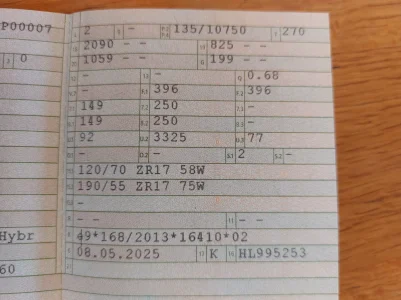 P00007 2 - 135/10750 270
2090 - - 825 - -
0 1059 - - 199 - -
- - 0.68
- 396 396
149 250 -
149 250 -
92 3325 77
- - 2 -
120/70 ZR17 58W
190/55 ZR17 75W
-
- - -
Hybr 49*168/2013*16410*02
08.05.2025 K HL995253
60